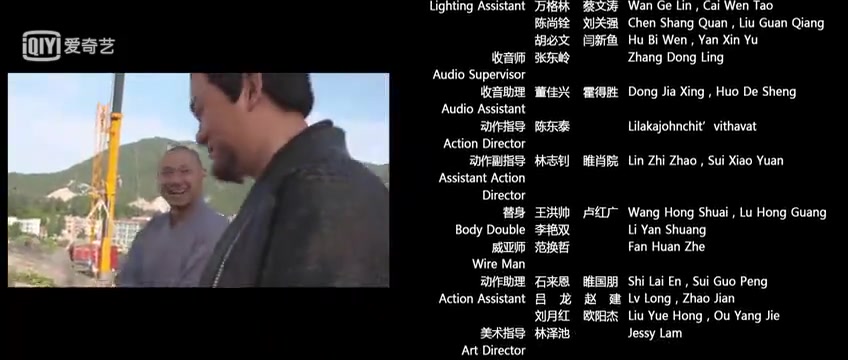 iQIYI 爱奇艺
Lighting Assistant 万格林 蔡文涛 Wan Ge Lin , Cai Wen Tao
陈尚铨 刘关强 Chen Shang Quan , Liu Guan Qiang
胡必文 闫新鱼 Hu Bi Wen , Yan Xin Yu
收音师 张东岭 Zhang Dong Ling
Audio Supervisor
收音助理 董佳兴 霍得胜 Dong Jia Xing , Huo De Sheng
Audio Assistant
动作指导 陈东泰 Lilakajohnchit' vithavat
Action Director
动作副指导 林志钊 睢肖院 Lin Zhi Zhao , Sui Xiao Yuan
Assistant Action
Director
替身 王洪帅 卢红广 Wang Hong Shuai , Lu Hong Guang
Body Double 李艳双 Li Yan Shuang
威亚师 范换哲 Fan Huan Zhe
Wire Man
动作助理 石来恩 睢国朋 Shi Lai En , Sui Guo Peng
Action Assistant 吕 龙 赵 建 Lv Long , Zhao Jian
刘月红 欧阳杰 Liu Yue Hong , Ou Yang Jie
美术指导 林泽池 Jessy Lam
Art Director